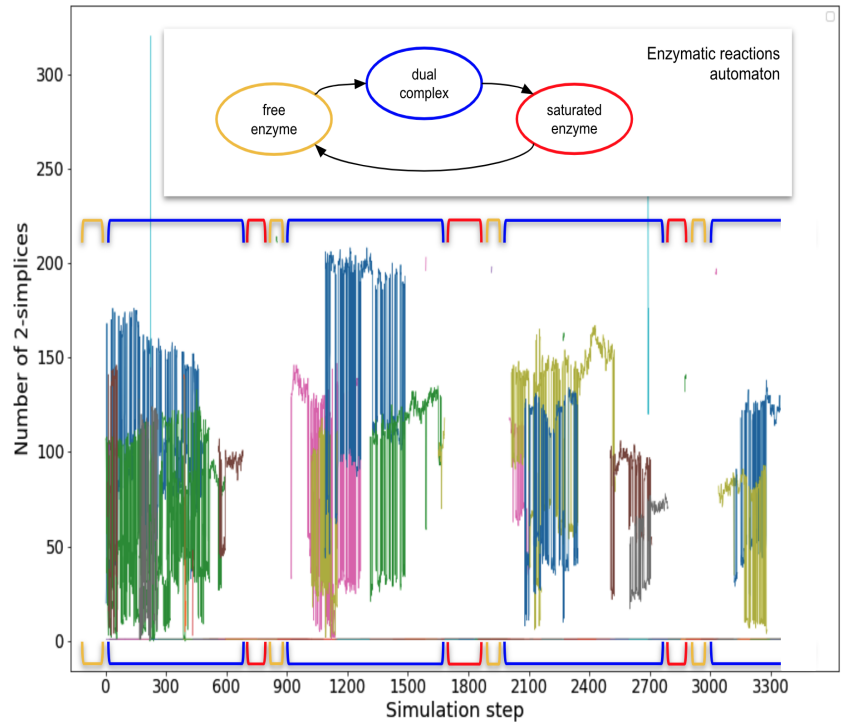 Enzymatic reactions
automaton
dual
complex
free
enzyme
saturated
enzyme
Number of 2-simplices
300
250
200
150
100
50
0
0 300 600 900 1200 1500 1800 2100 2400 2700 3000 3300
Simulation step